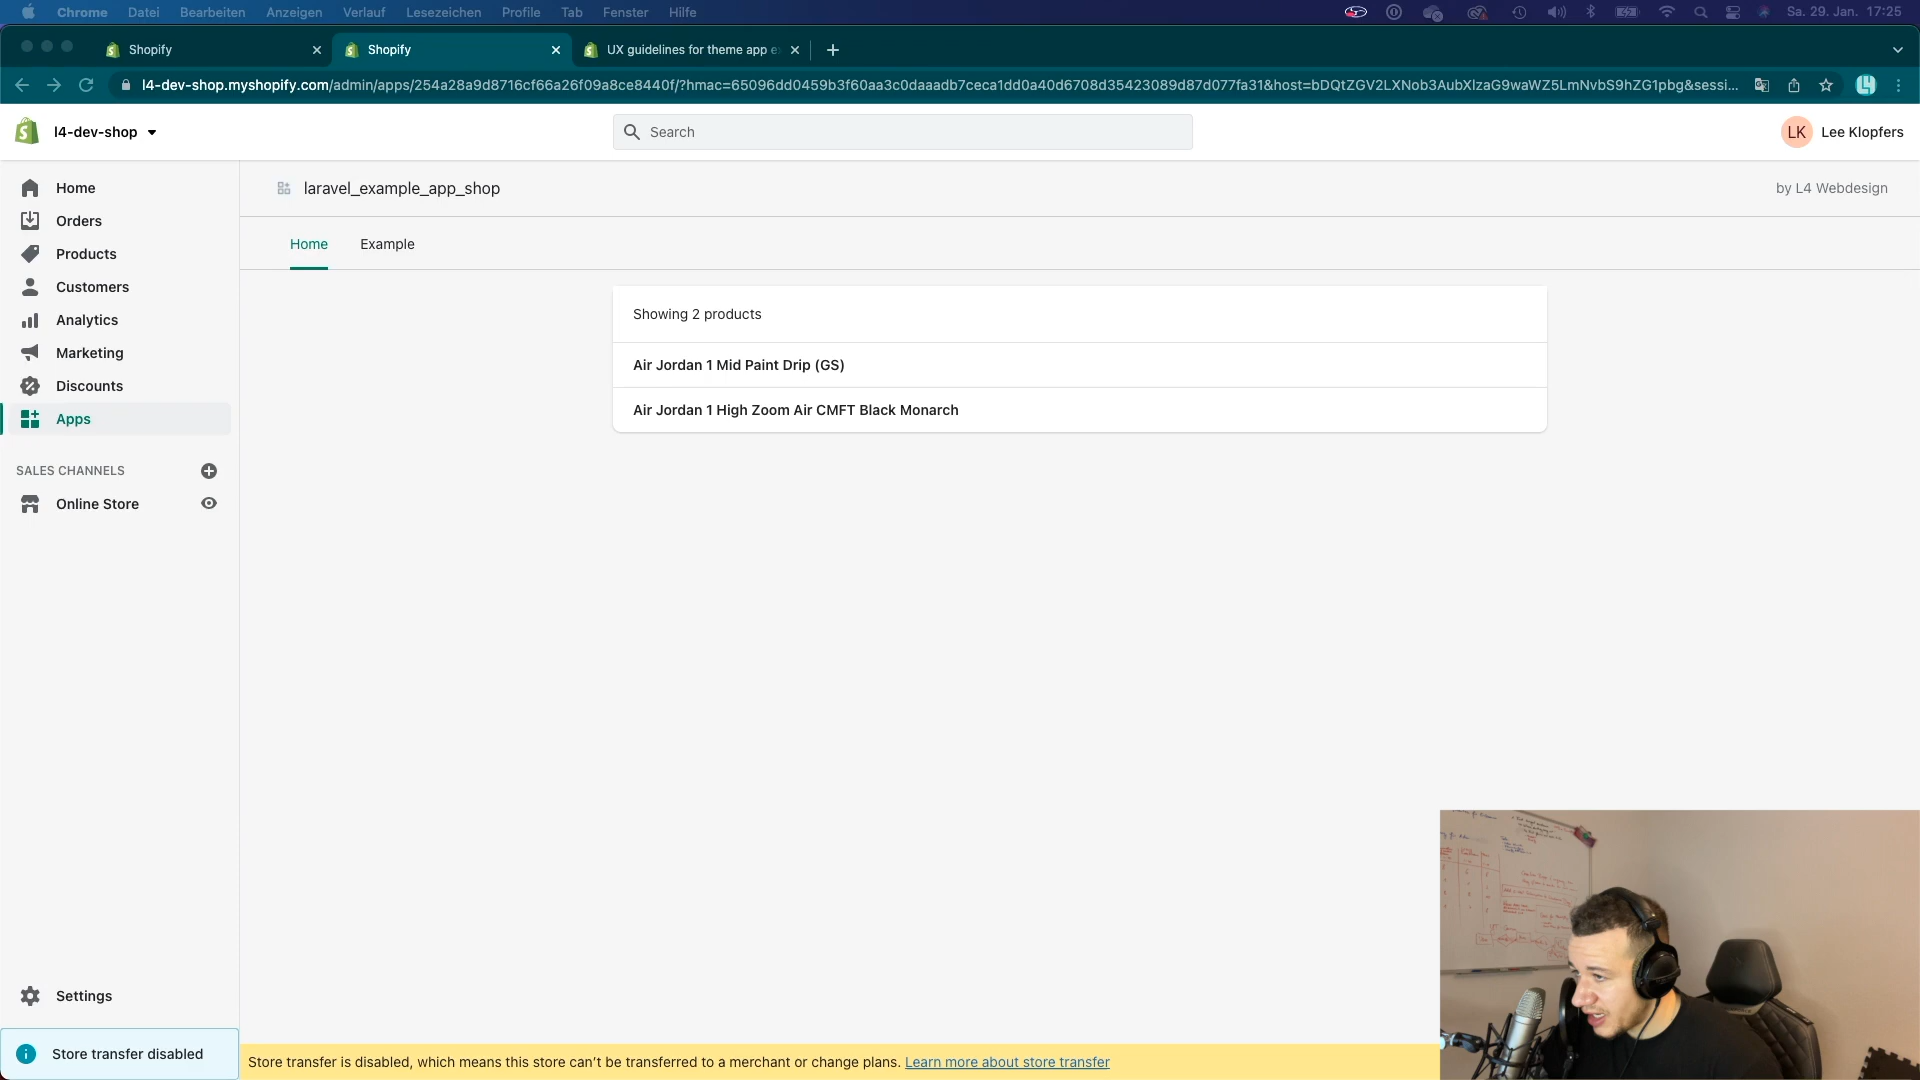 Chrome Datei Bearbeiten Anzeigen Verlauf Lesezeichen Profile Tab Fenster Hilfe Sa. 29. Jan. 17:25
Shopify
Shopify
UX guidelines for theme app e
l4-dev-shop.myshopify.com/admin/apps/254a28a9d8716cf66a26f09a8ce8440f/?hmac=65096dd0459b3f60aa3c0daaadb7ceca1dd0a40d6708d35423089d87d077fa31&host=bDQtZGV2LXNob3AubXlzaG9waWZ5LmNvbS9hZG1pbg&sessi...
l4-dev-shop
Search
LK Lee Klopfers
Home
Orders
Products
Customers
Analytics
Marketing
Discounts
Apps
SALES CHANNELS
Online Store
Settings
Store transfer disabled
laravel_example_app_shop
by L4 Webdesign
Home Example
Showing 2 products
Air Jordan 1 Mid Paint Drip (GS)
Air Jordan 1 High Zoom Air CMFT Black Monarch
Store transfer is disabled, which means this store can't be transferred to a merchant or change plans. Learn more about store transfer